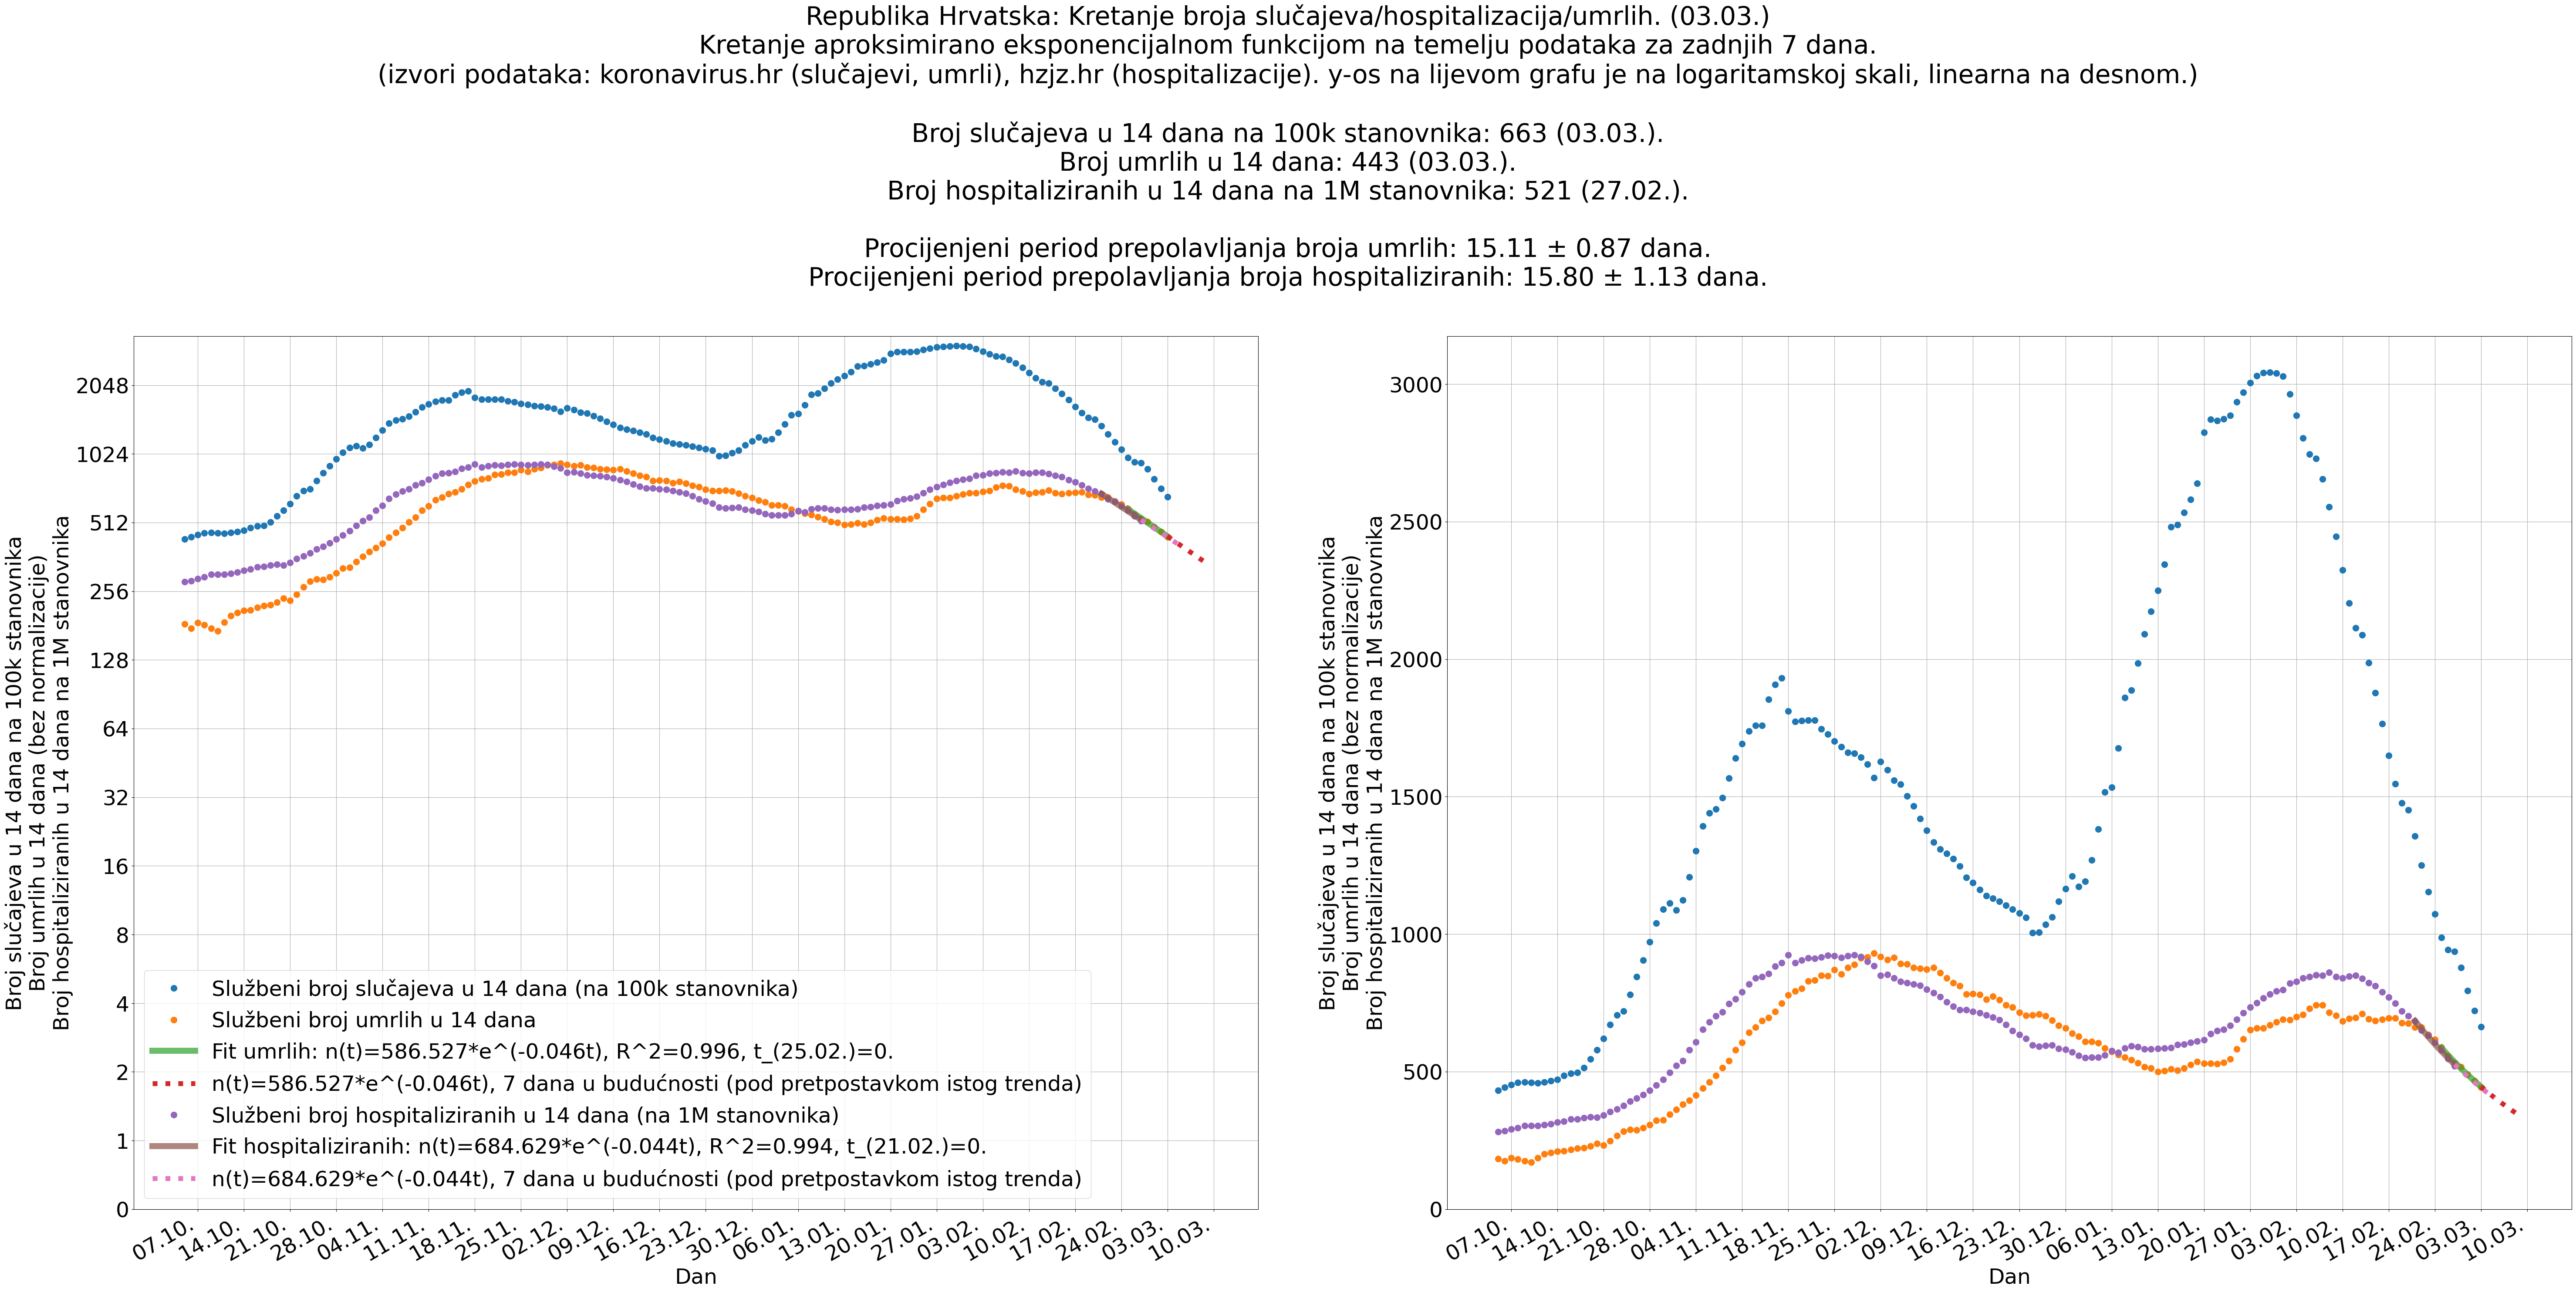 Republika Hrvatska: Kretanje broja slučajeva/hospitalizacija/umrlih. (03.03.)
Kretanje aproksimirano eksponencijalnom funkcijom na temelju podataka za zadnjih 7 dana.
(izvori podataka: koronavirus.hr (slučajevi, umrli), hzjz.hr (hospitalizacije). y-os na lijevom grafu je na logaritamskoj skali, linearna na desnom.)
Broj slučajeva u 14 dana na 100k stanovnika: 663 (03.03.).
Broj umrlih u 14 dana: 443 (03.03.).
Broj hospitaliziranih u 14 dana na 1M stanovnika: 521 (27.02.).
Procijenjeni period prepolavljanja broja umrlih: 15.11 ± 0.87 dana.
Procijenjeni period prepolavljanja broja hospitaliziranih: 15.80 ± 1.13 dana.
Broj slučajeva u 14 dana na 100k stanovnika
Broj umrlih u 14 dana (bez normalizacije)
Broj hospitaliziranih u 14 dana na 1M stanovnika
2048
1024
512
256
128
64
32
16
8
4
2
1
0
Službeni broj slučajeva u 14 dana (na 100k stanovnika)
Službeni broj umrlih u 14 dana
Fit umrlih: n(t)=586.527*e^(-0.046t), R^2=0.996, t_(25.02.)=0.
n(t)=586.527*e^(-0.046t), 7 dana u budućnosti (pod pretpostavkom istog trenda)
Službeni broj hospitaliziranih u 14 dana (na 1M stanovnika)
Fit hospitaliziranih: n(t)=684.629*e^(-0.044t), R^2=0.994, t_(21.02.)=0.
n(t)=684.629*e^(-0.044t), 7 dana u budućnosti (pod pretpostavkom istog trenda)
07.10. 14.10. 21.10. 28.10. 04.11. 11.11. 18.11. 25.11. 02.12. 09.12. 16.12. 23.12. 30.12. 06.01. 13.01. 20.01. 27.01. 03.02. 10.02. 17.02. 24.02. 03.03. 10.03.
Dan
Broj slučajeva u 14 dana na 100k stanovnika
Broj umrlih u 14 dana (bez normalizacije)
Broj hospitaliziranih u 14 dana na 1M stanovnika
3000
2500
2000
1500
1000
500
0
07.10. 14.10. 21.10. 28.10. 04.11. 11.11. 18.11. 25.11. 02.12. 09.12. 16.12. 23.12. 30.12. 06.01. 13.01. 20.01. 27.01. 03.02. 10.02. 17.02. 24.02. 03.03. 10.03.
Dan